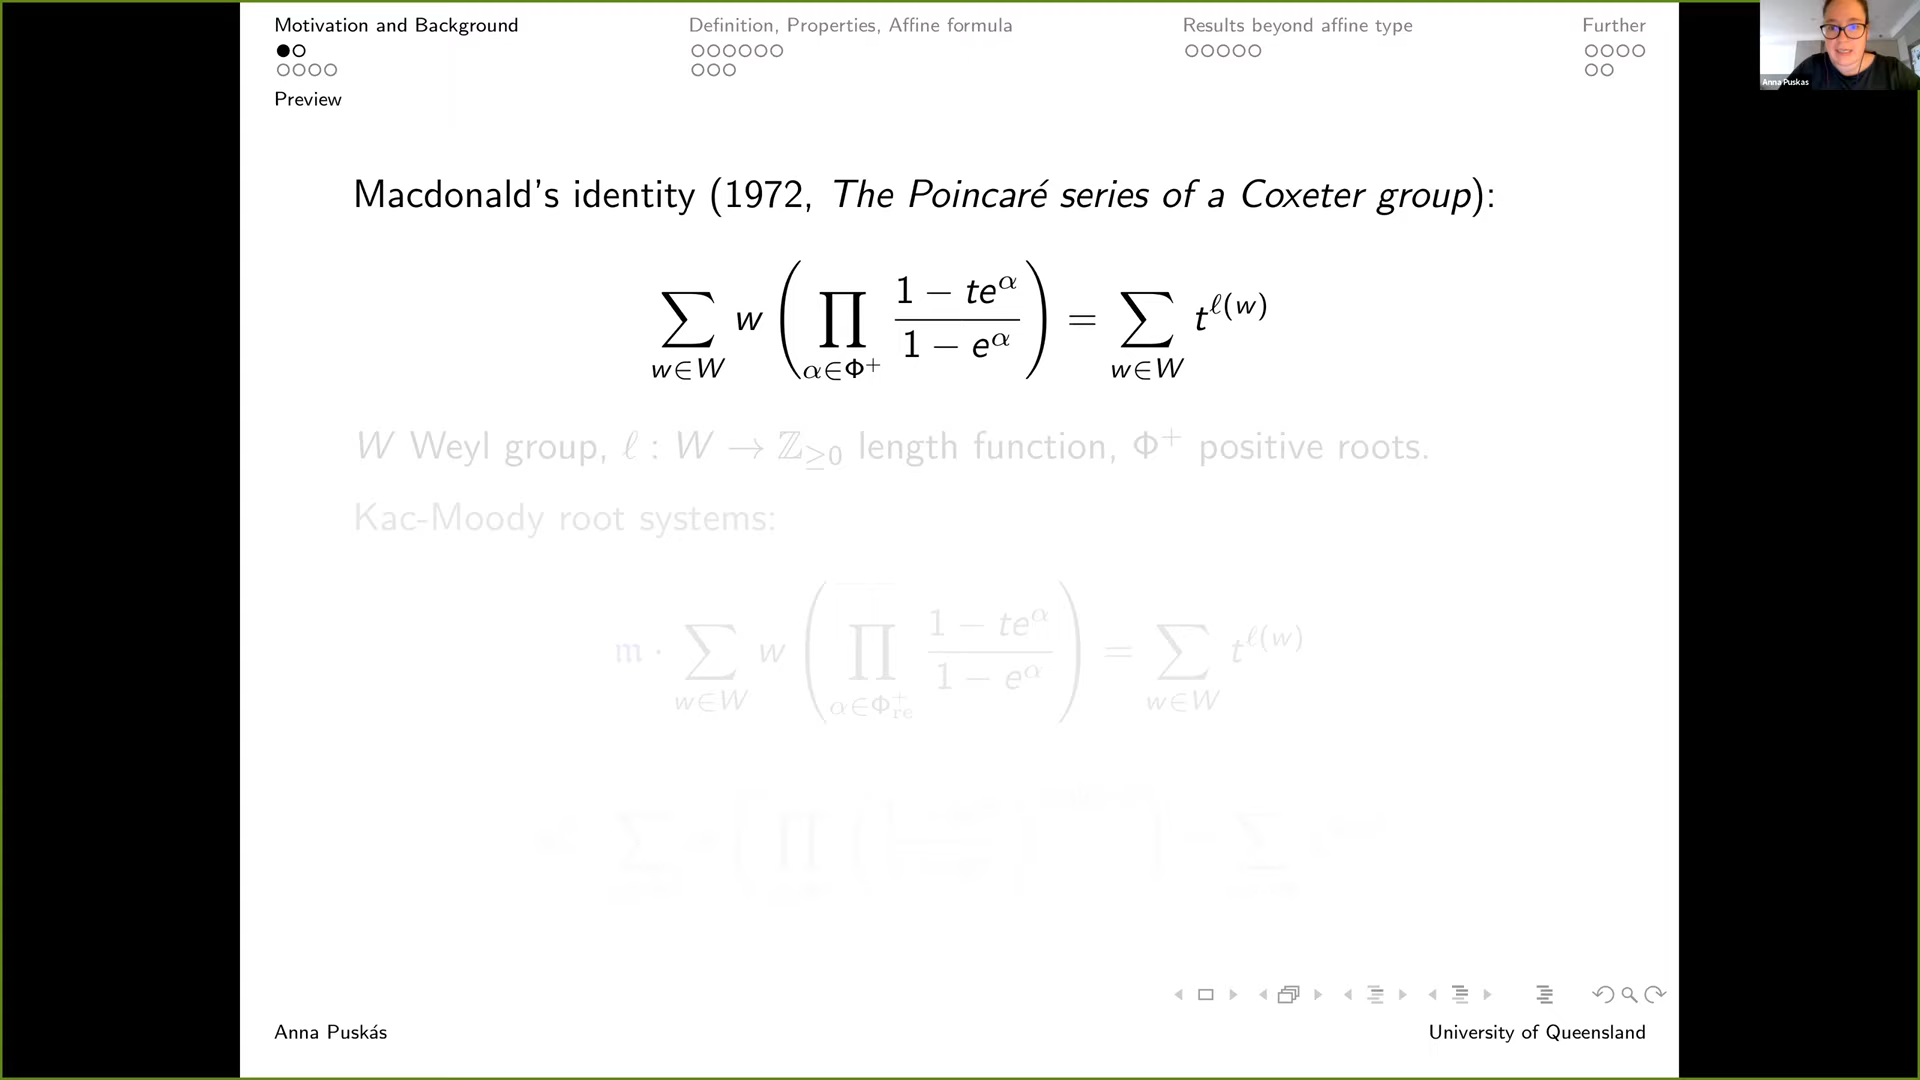 Motivation and Background
Definition, Properties, Affine formula
Results beyond affine type
Further
Preview
Anna Puskas
Macdonald's identity (1972, The Poincaré series of a Coxeter group):
∑_{w∈W} w ( ∏_{α∈Φ⁺} (1 − te^α)/(1 − e^α) ) = ∑_{w∈W} t^{ℓ(w)}
W Weyl group, ℓ : W → ℤ_{≥0} length function, Φ⁺ positive roots.
Kac-Moody root systems:
𝔪 · ∑_{w∈W} w ( ∏_{α∈Φ⁺_{re}} (1 − te^α)/(1 − e^α) ) = ∑_{w∈W} t^{ℓ(w)}
Anna Puskás
University of Queensland